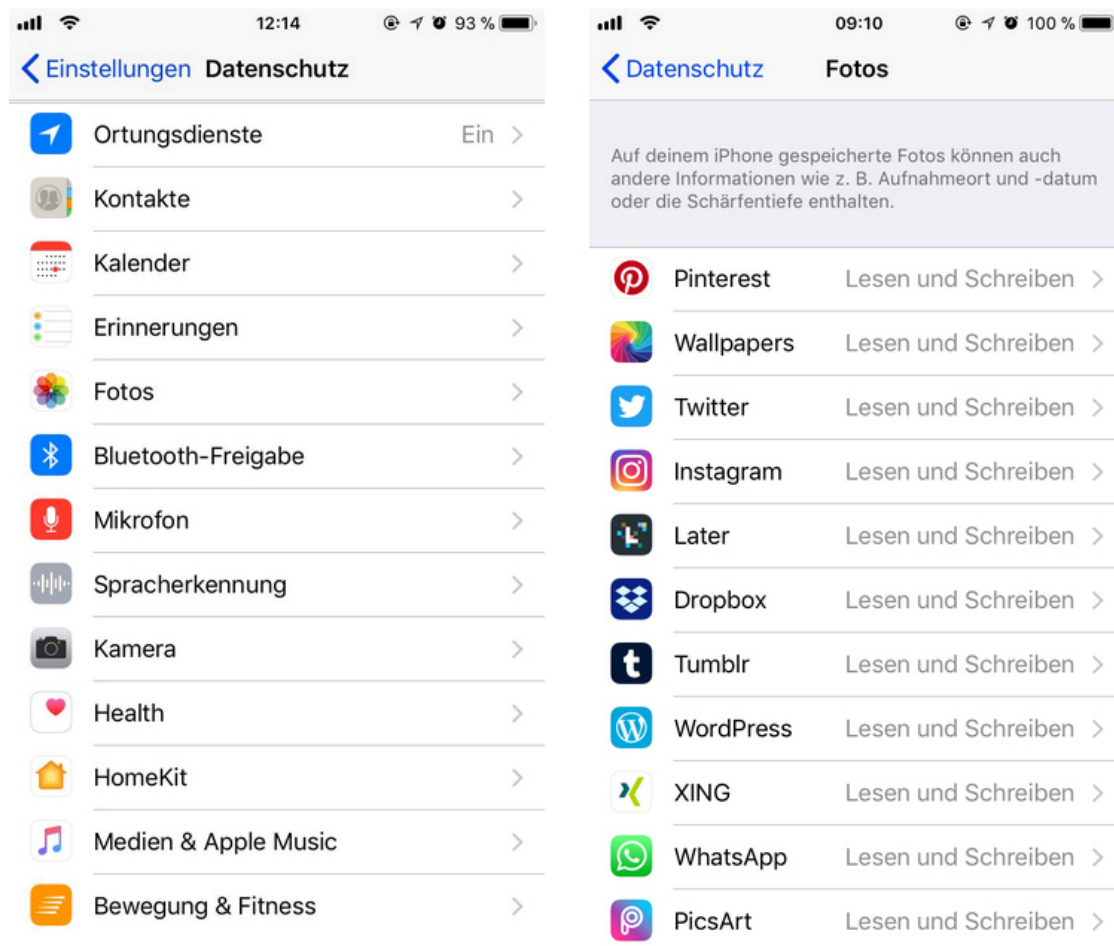 12:14
93 %
Einstellungen Datenschutz
Ortungsdienste Ein
Kontakte
Kalender
Erinnerungen
Fotos
Bluetooth-Freigabe
Mikrofon
Spracherkennung
Kamera
Health
HomeKit
Medien & Apple Music
Bewegung & Fitness
09:10
100 %
Datenschutz Fotos
Auf deinem iPhone gespeicherte Fotos können auch
andere Informationen wie z. B. Aufnahmeort und -datum
oder die Schärfentiefe enthalten.
Pinterest Lesen und Schreiben
Wallpapers Lesen und Schreiben
Twitter Lesen und Schreiben
Instagram Lesen und Schreiben
Later Lesen und Schreiben
Dropbox Lesen und Schreiben
Tumblr Lesen und Schreiben
WordPress Lesen und Schreiben
XING Lesen und Schreiben
WhatsApp Lesen und Schreiben
PicsArt Lesen und Schreiben